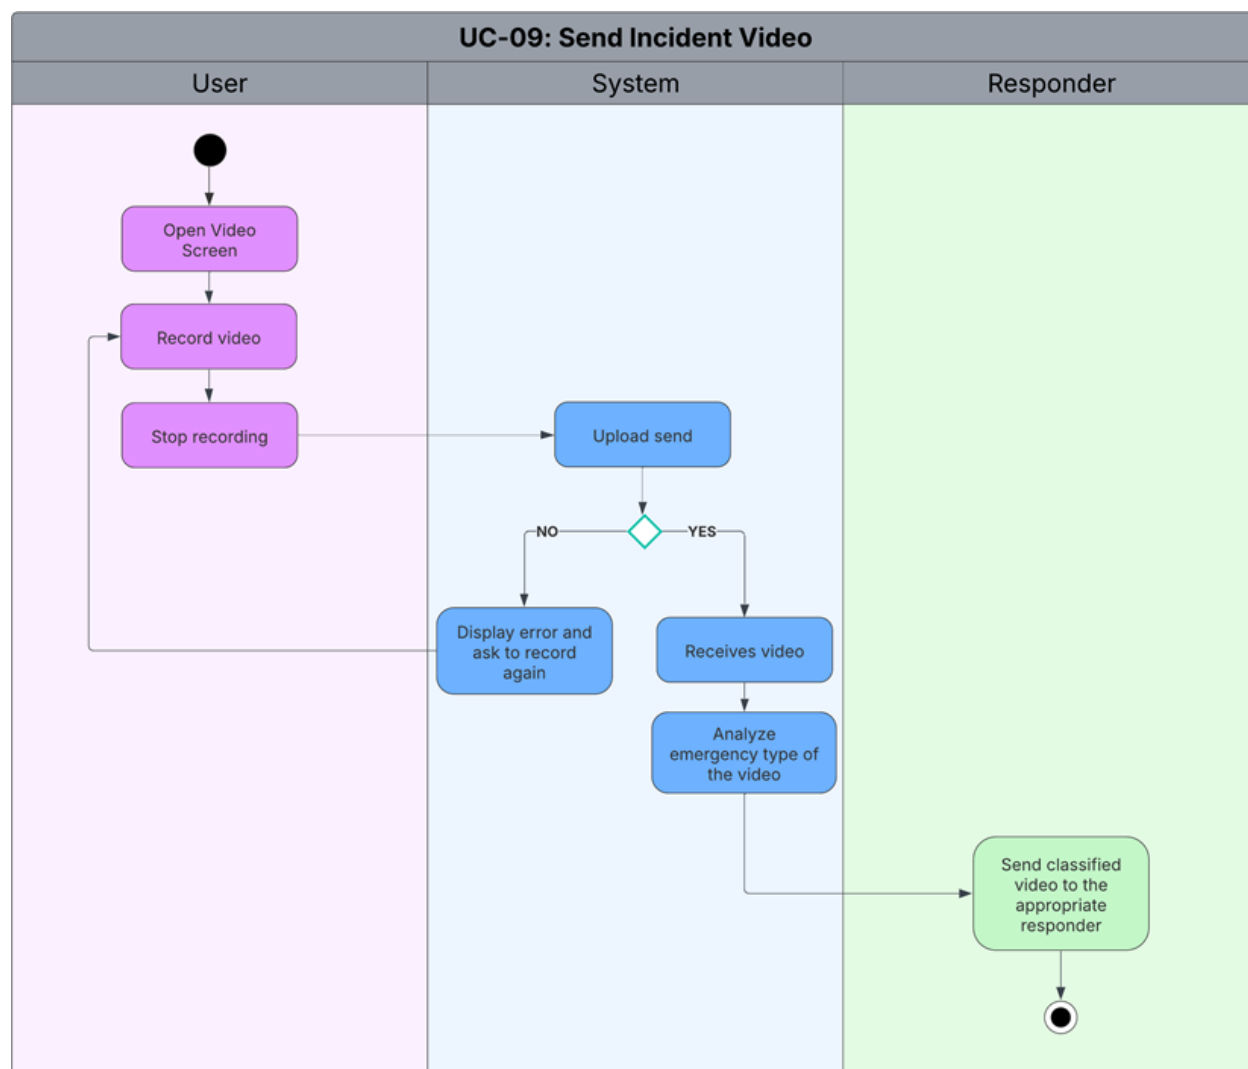 UC-09: Send Incident Video
User
System
Responder
Open Video
Screen
Record video
Stop recording
Upload send
NO
YES
Display error and
ask to record
again
Receives video
Analyze
emergency type of
the video
Send classified
video to the
appropriate
responder